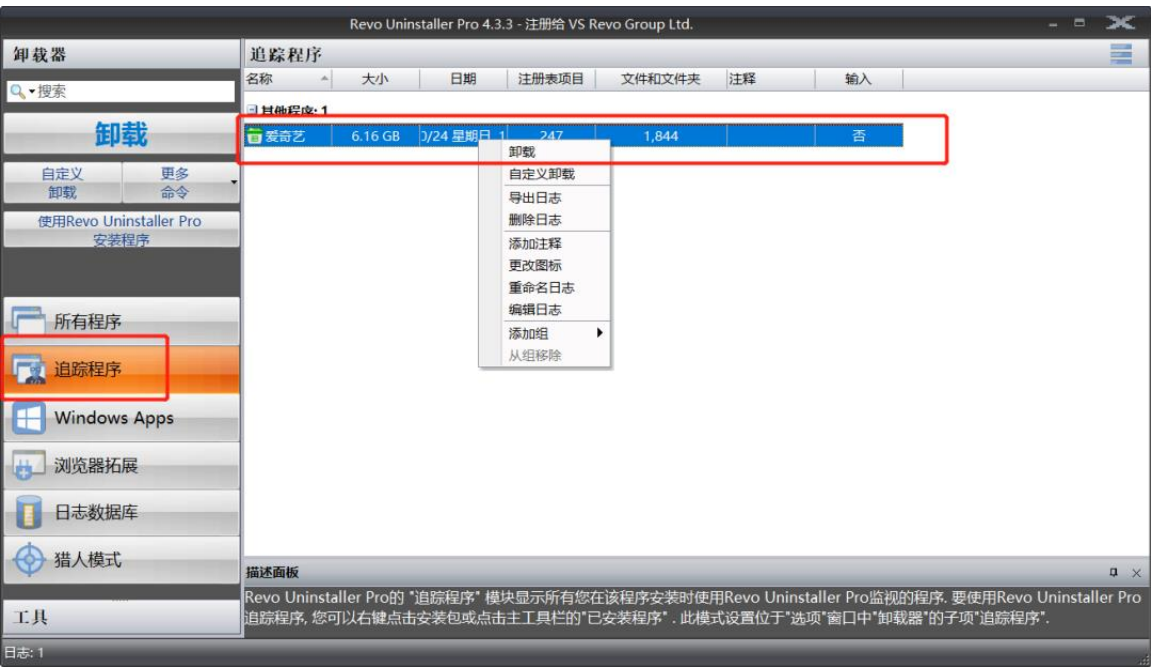 Revo Uninstaller Pro 4.3.3 - 注册给 VS Revo Group Ltd.
卸载器
搜索
卸载
自定义
卸载
更多
命令
使用Revo Uninstaller Pro
安装程序
所有程序
追踪程序
Windows Apps
浏览器拓展
日志数据库
猎人模式
工具
追踪程序
名称 大小 日期 注册表项目 文件和文件夹 注释 输入
其他程序: 1
爱奇艺 6.16 GB 0/24 星期日 1 247 1,844 否
卸载
自定义卸载
导出日志
删除日志
添加注释
更改图标
重命名日志
编辑日志
添加组
从组移除
描述面板
Revo Uninstaller Pro的 "追踪程序" 模块显示所有您在该程序安装时使用Revo Uninstaller Pro监视的程序. 要使用Revo Uninstaller Pro
追踪程序, 您可以右键点击安装包或点击主工具栏的"已安装程序" . 此模式设置位于"选项"窗口中"卸载器"的子项"追踪程序".
日志: 1